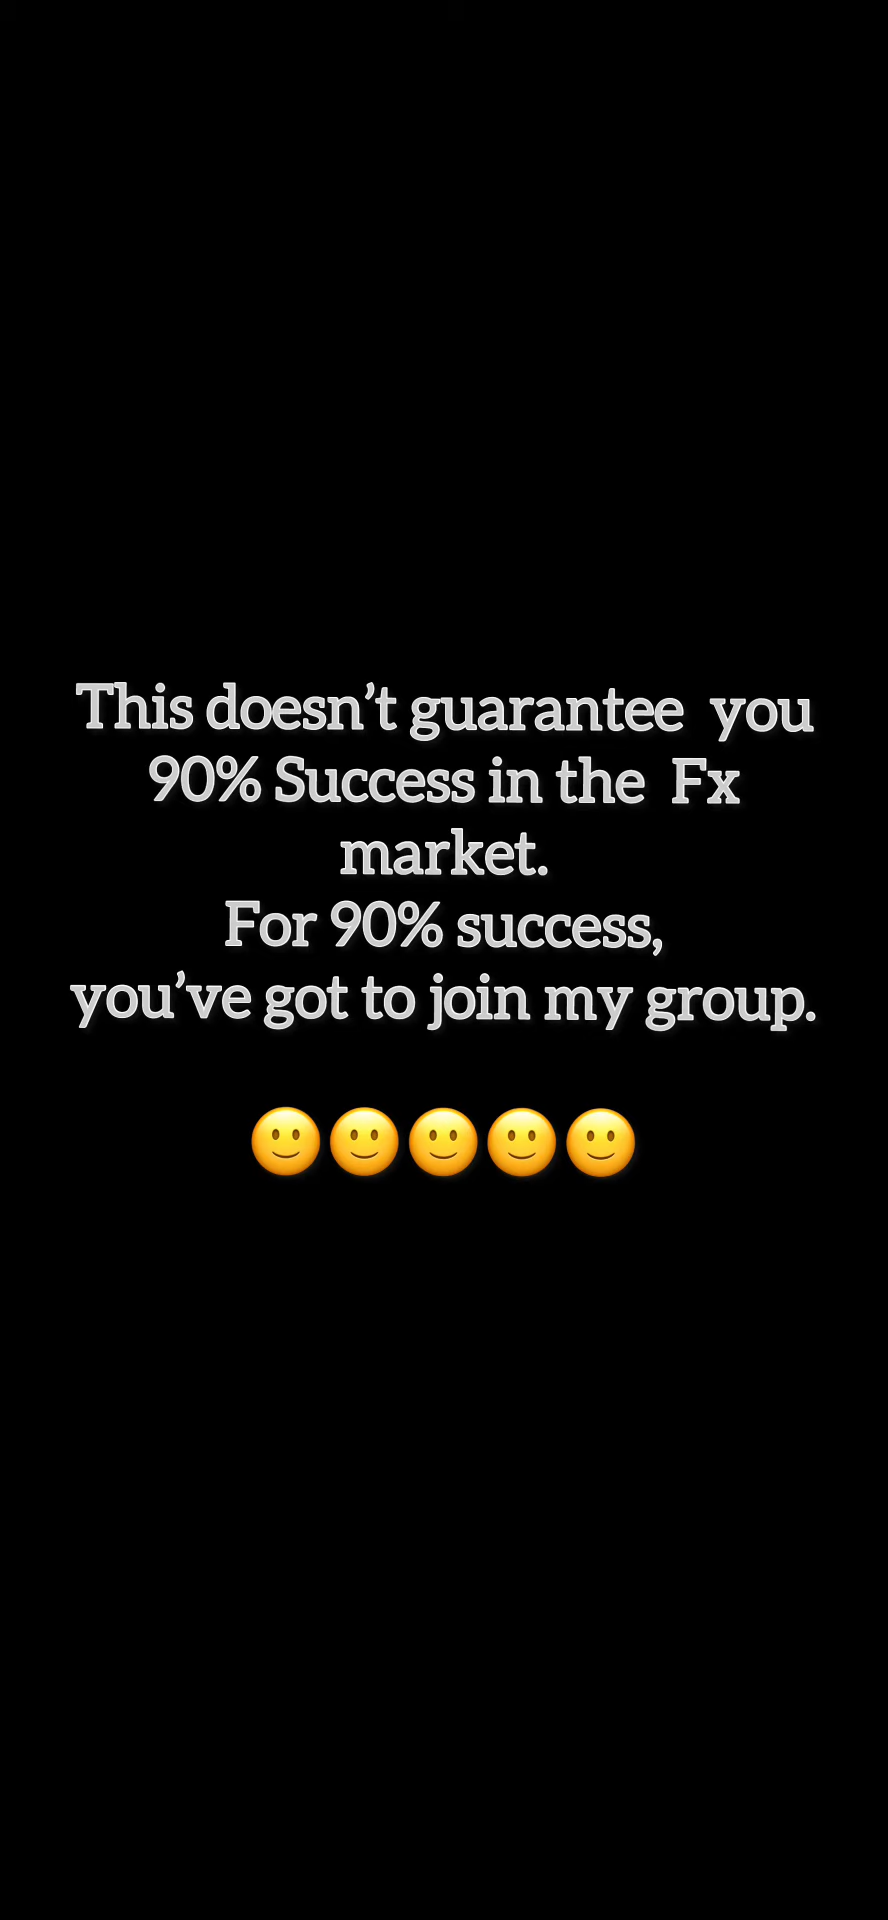 This doesn’t guarantee  you
90% Success in the  Fx
market.
For 90% success,
you’ve got to join my group.
🙂🙂🙂🙂🙂